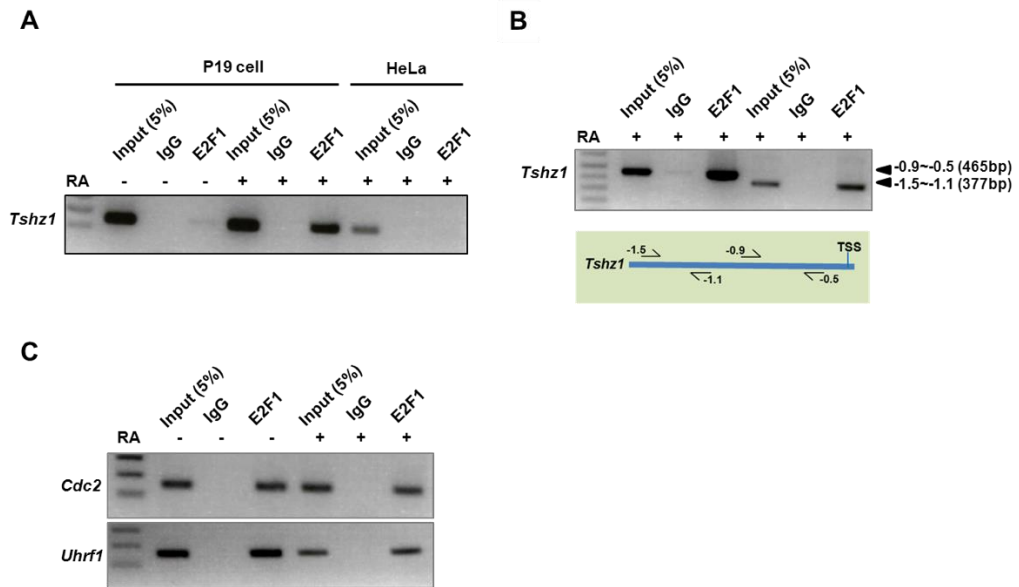 A
P19 cell HeLa
Input (5%) IgG E2F1 Input (5%) IgG E2F1 Input (5%) IgG E2F1
RA - - - + + + + + +
Tshz1
B
Input (5%) IgG E2F1 Input (5%) IgG E2F1
RA + + + + + +
Tshz1
-0.9~-0.5 (465bp)
-1.5~-1.1 (377bp)
-1.5 -0.9 TSS
Tshz1
-1.1 -0.5
C
Input (5%) IgG E2F1 Input (5%) IgG E2F1
RA - - - + + +
Cdc2
Uhrf1